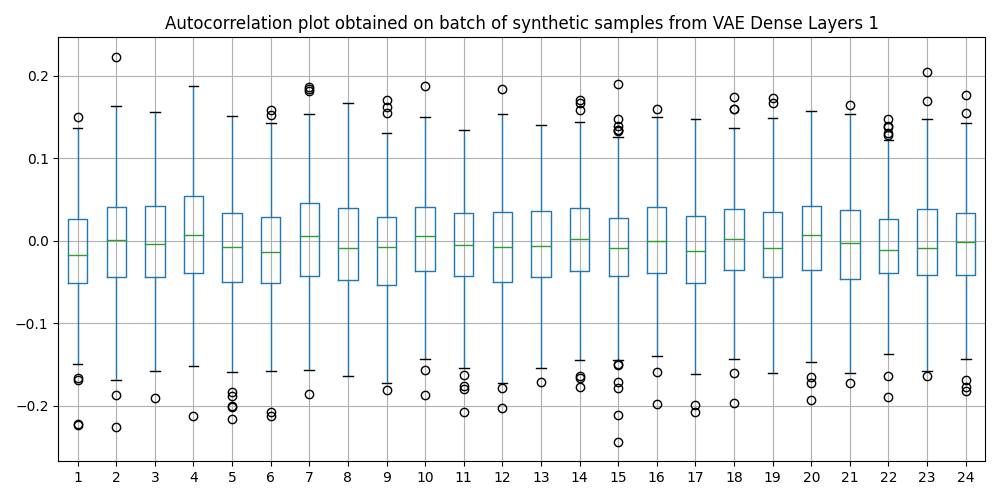 Autocorrelation plot obtained on batch of synthetic samples from VAE Dense Layers 1
0.2
0.1
0.0
−0.1
−0.2
1 2 3 4 5 6 7 8 9 10 11 12 13 14 15 16 17 18 19 20 21 22 23 24